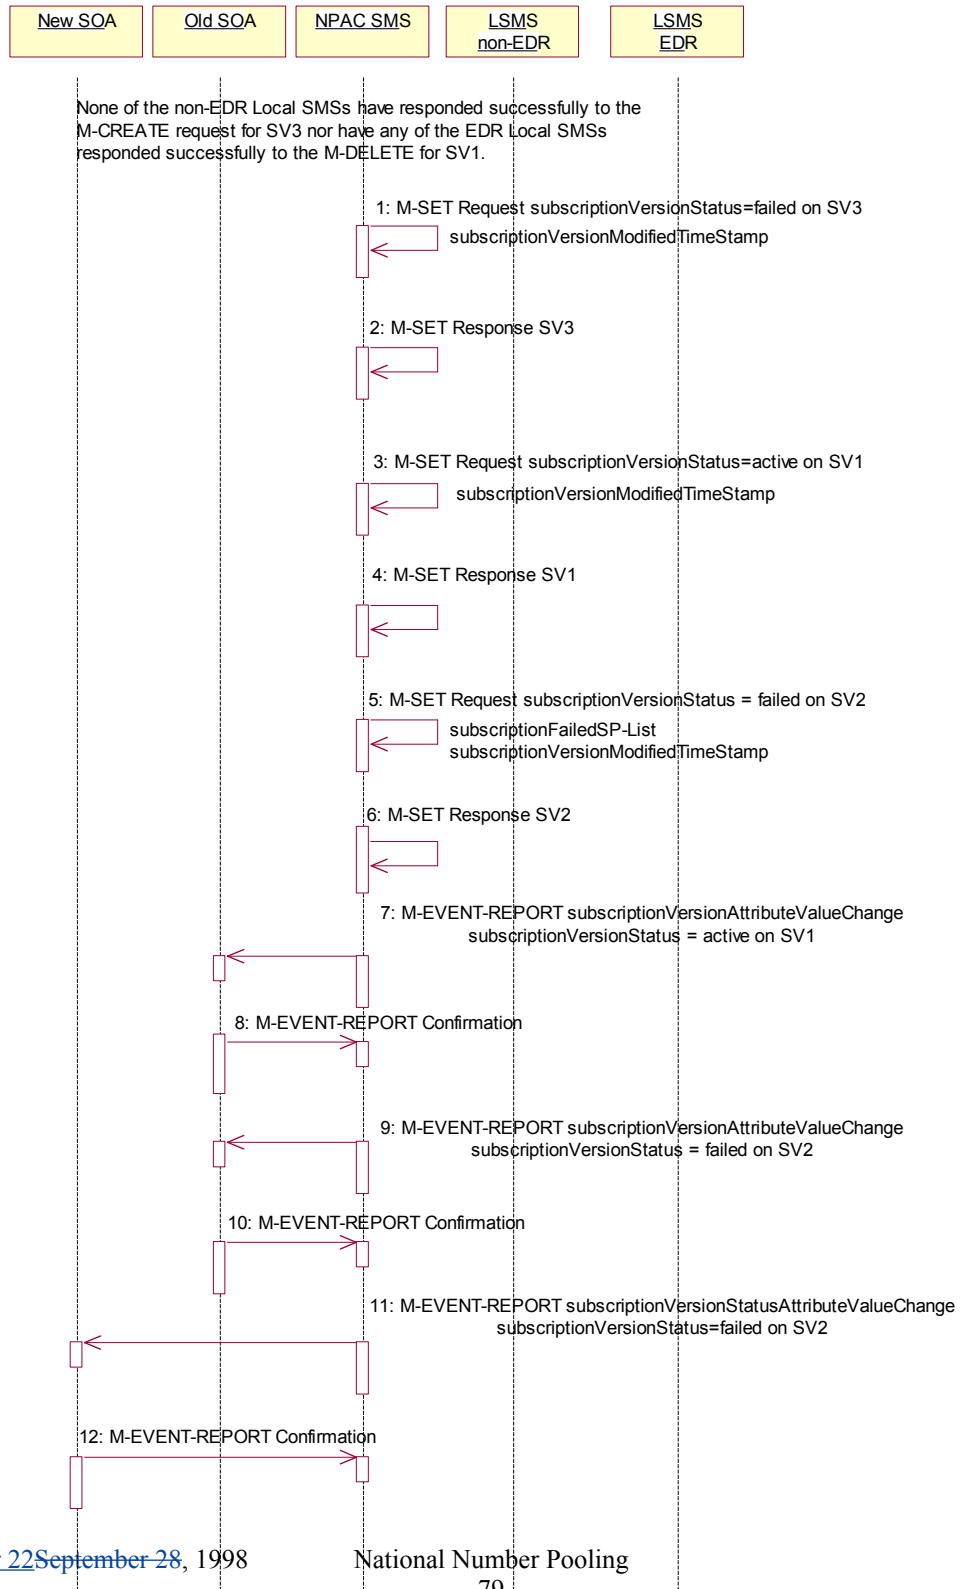 New SOA
Old SOA
NPAC SMS
LSMS
non-EDR
LSMS
EDR
None of the non-EDR Local SMSs have responded successfully to the
M-CREATE request for SV3 nor have any of the EDR Local SMSs
responded successfully to the M-DELETE for SV1.
1: M-SET Request subscriptionVersionStatus=failed on SV3
subscriptionVersionModifiedTimeStamp
2: M-SET Response SV3
3: M-SET Request subscriptionVersionStatus=active on SV1
subscriptionVersionModifiedTimeStamp
4: M-SET Response SV1
5: M-SET Request subscriptionVersionStatus = failed on SV2
subscriptionFailedSP-List
subscriptionVersionModifiedTimeStamp
6: M-SET Response SV2
7: M-EVENT-REPORT subscriptionVersionAttributeValueChange
subscriptionVersionStatus = active on SV1
8: M-EVENT-REPORT Confirmation
9: M-EVENT-REPORT subscriptionVersionAttributeValueChange
subscriptionVersionStatus = failed on SV2
10: M-EVENT-REPORT Confirmation
11: M-EVENT-REPORT subscriptionVersionStatusAttributeValueChange
subscriptionVersionStatus=failed on SV2
12: M-EVENT-REPORT Confirmation
22September 28, 1998 National Number Pooling
79